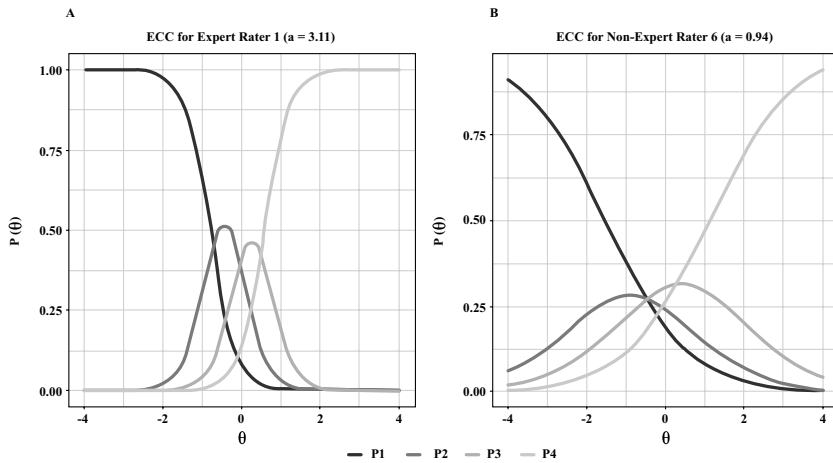 A
ECC for Expert Rater 1 (a = 3.11)
P (θ)
1.00
0.75
0.50
0.25
0.00
-4
-2
0
2
4
θ
B
ECC for Non-Expert Rater 6 (a = 0.94)
P (θ)
0.75
0.50
0.25
0.00
-4
-2
0
2
4
θ
P1 P2 P3 P4